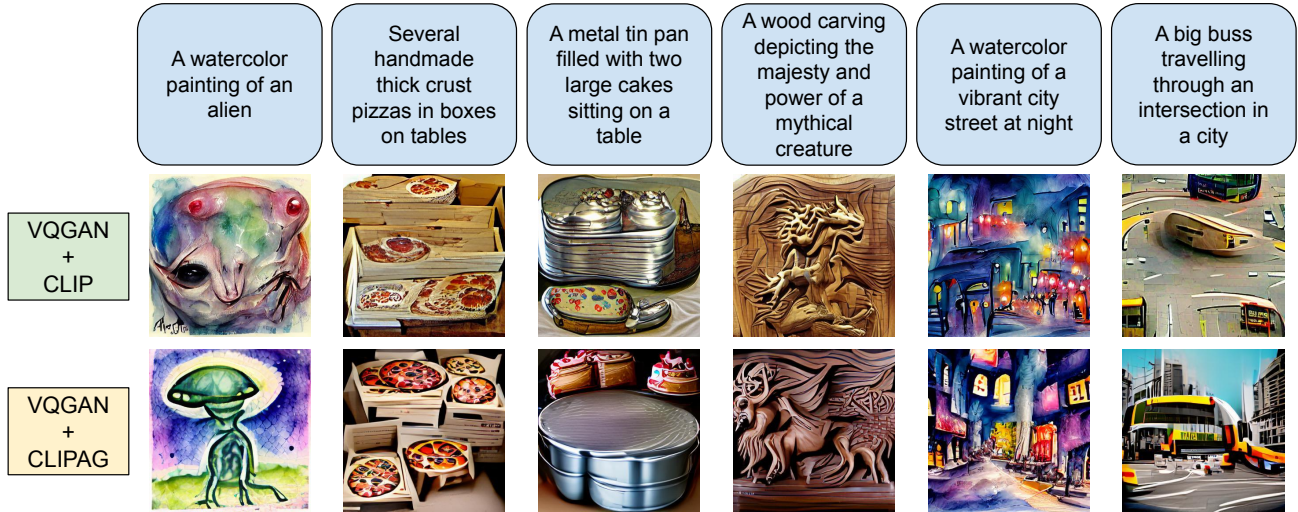 A watercolor
painting of an
alien
Several
handmade
thick crust
pizzas in boxes
on tables
A metal tin pan
filled with two
large cakes
sitting on a
table
A wood carving
depicting the
majesty and
power of a
mythical
creature
A watercolor
painting of a
vibrant city
street at night
A big buss
travelling
through an
intersection in
a city
VQGAN
+
CLIP
VQGAN
+
CLIPAG